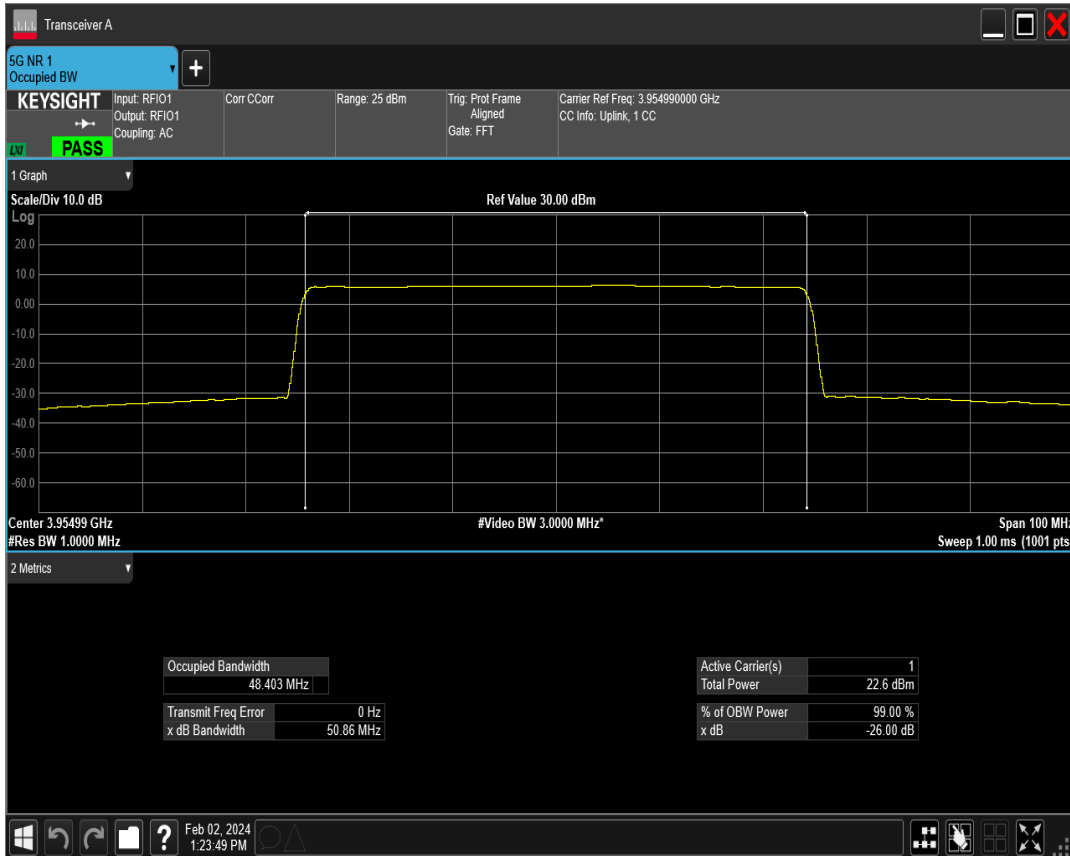 Transceiver A
5G NR 1
Occupied BW
KEYSIGHT
LXI
PASS
Input: RFIO1
Output: RFIO1
Coupling: AC
Corr CCorr
Range: 25 dBm
Trig: Prot Frame
Aligned
Gate: FFT
Carrier Ref Freq: 3.954990000 GHz
CC Info: Uplink, 1 CC
1 Graph
Scale/Div 10.0 dB
Ref Value 30.00 dBm
Log
20.0
10.0
0.00
-10.0
-20.0
-30.0
-40.0
-50.0
-60.0
Center 3.95499 GHz
#Video BW 3.0000 MHz*
Span 100 MHz
#Res BW 1.0000 MHz
Sweep 1.00 ms (1001 pts
2 Metrics
Occupied Bandwidth
48.403 MHz
Transmit Freq Error 0 Hz
x dB Bandwidth 50.86 MHz
Active Carrier(s) 1
Total Power 22.6 dBm
% of OBW Power 99.00 %
x dB -26.00 dB
?
Feb 02, 2024
1:23:49 PM